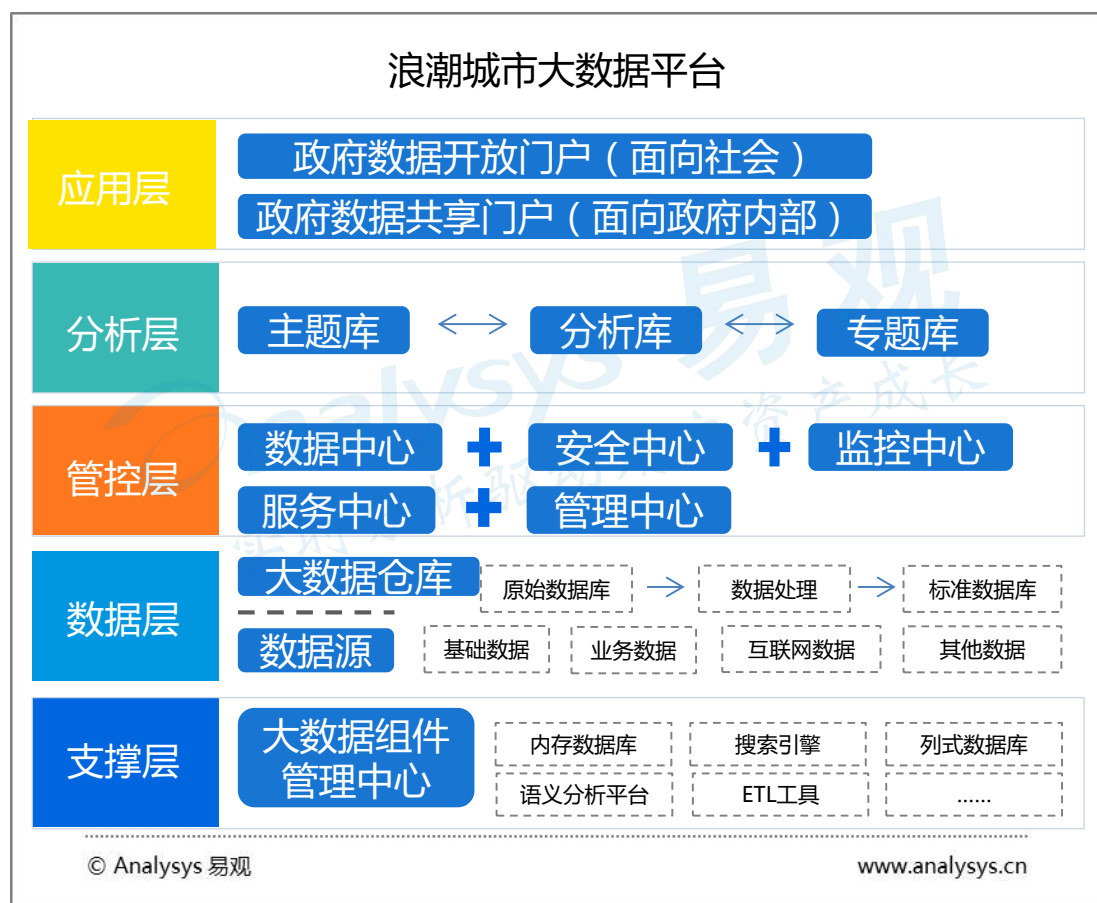 浪潮城市大数据平台
应用层
政府数据开放门户（面向社会）
政府数据共享门户（面向政府内部）
分析层
主题库
分析库
专题库
管控层
数据中心
安全中心
监控中心
服务中心
管理中心
数据层
大数据仓库
原始数据库
数据处理
标准数据库
数据源
基础数据
业务数据
互联网数据
其他数据
支撑层
大数据组件
管理中心
内存数据库
搜索引擎
列式数据库
语义分析平台
ETL工具
......
© Analysys 易观
www.analysys.cn
Analysys 易观